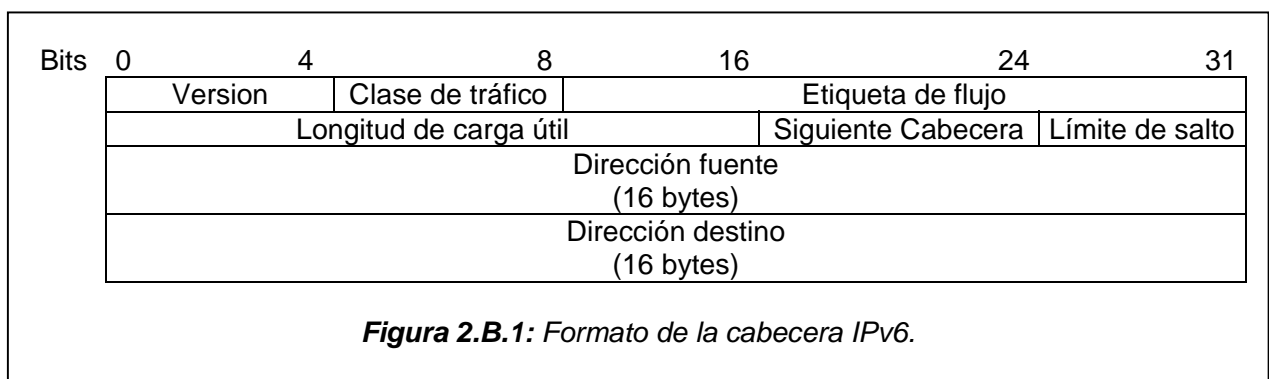 Bits 0 4 8 16 24 31
Version Clase de tráfico Etiqueta de flujo
Longitud de carga útil Siguiente Cabecera Límite de salto
Dirección fuente
(16 bytes)
Dirección destino
(16 bytes)
Figura 2.B.1: Formato de la cabecera IPv6.